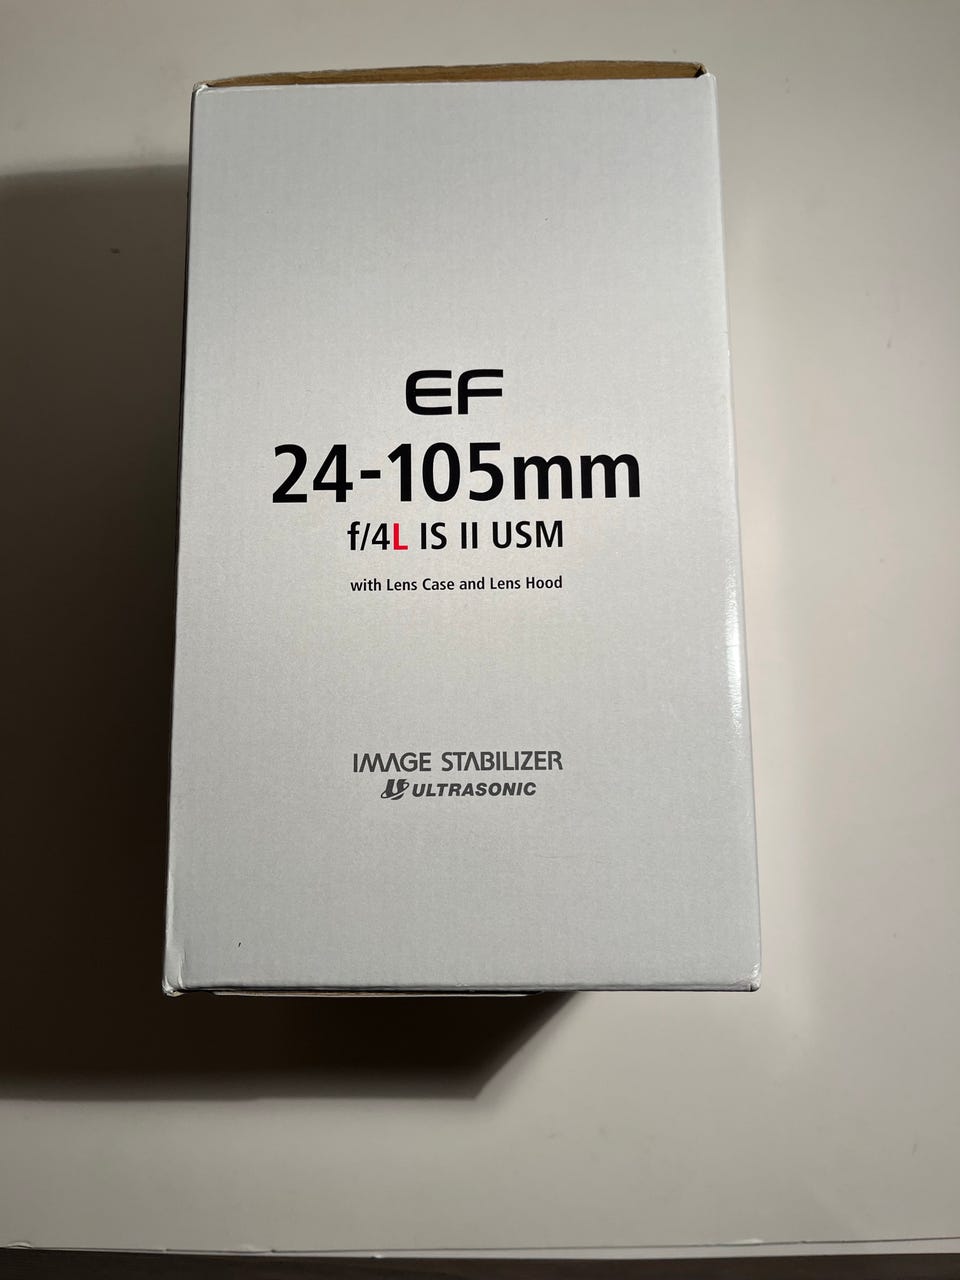 EF
24-105mm
f/4L IS II USM
with Lens Case and Lens Hood
IMAGE STABILIZER
ULTRASONIC